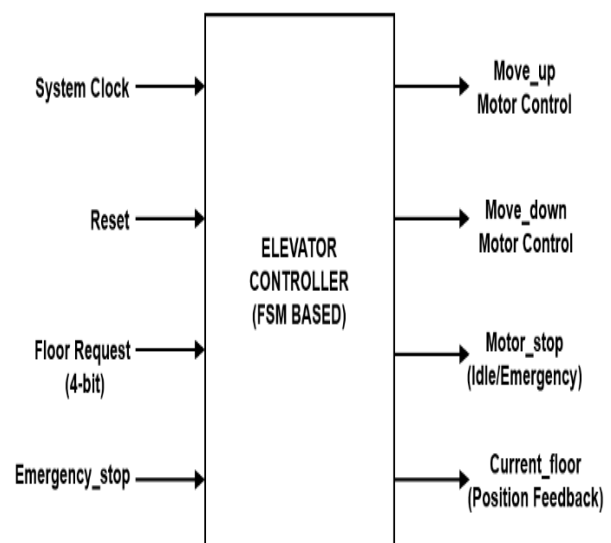 System Clock
Reset
Floor Request
(4-bit)
Emergency_stop
ELEVATOR
CONTROLLER
(FSM BASED)
Move_up
Motor Control
Move_down
Motor Control
Motor_stop
(Idle/Emergency)
Current_floor
(Position Feedback)